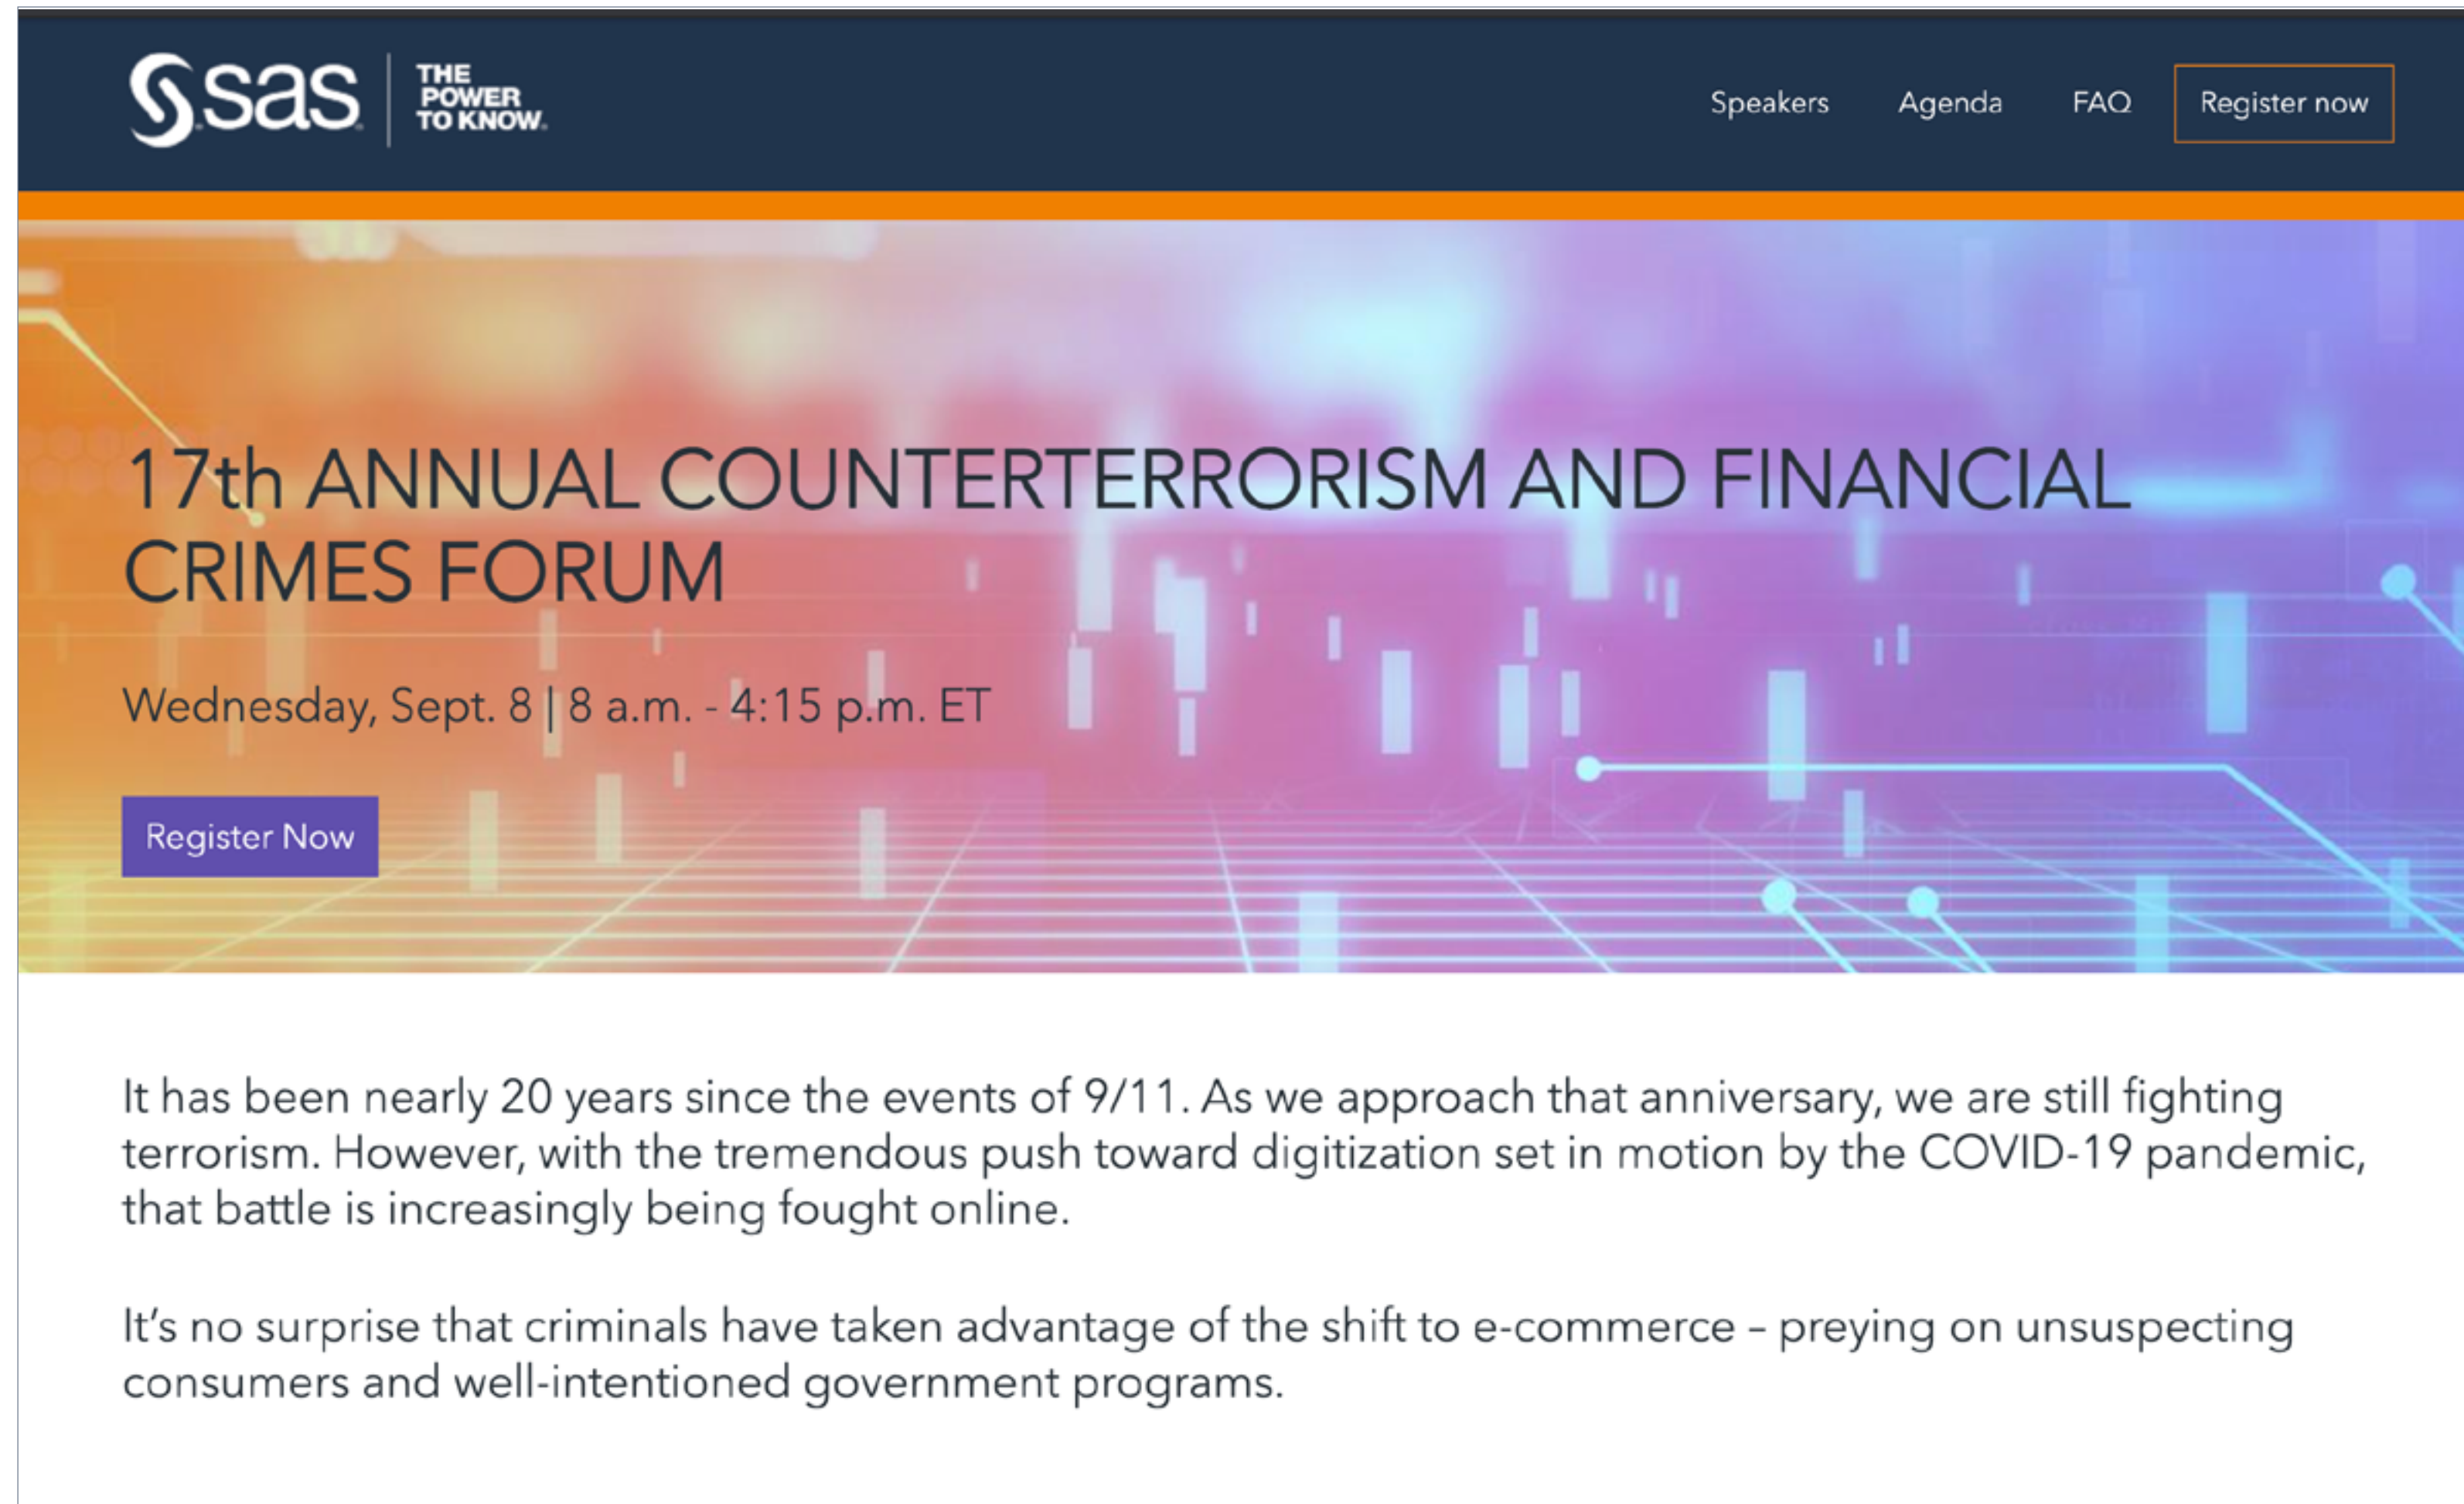 sas
THE
POWER
TO KNOW.
Speakers Agenda FAQ Register now
17th ANNUAL COUNTERTERRORISM AND FINANCIAL
CRIMES FORUM
Wednesday, Sept. 8 | 8 a.m. - 4:15 p.m. ET
Register Now
It has been nearly 20 years since the events of 9/11. As we approach that anniversary, we are still fighting
terrorism. However, with the tremendous push toward digitization set in motion by the COVID-19 pandemic,
that battle is increasingly being fought online.
It’s no surprise that criminals have taken advantage of the shift to e-commerce – preying on unsuspecting
consumers and well-intentioned government programs.